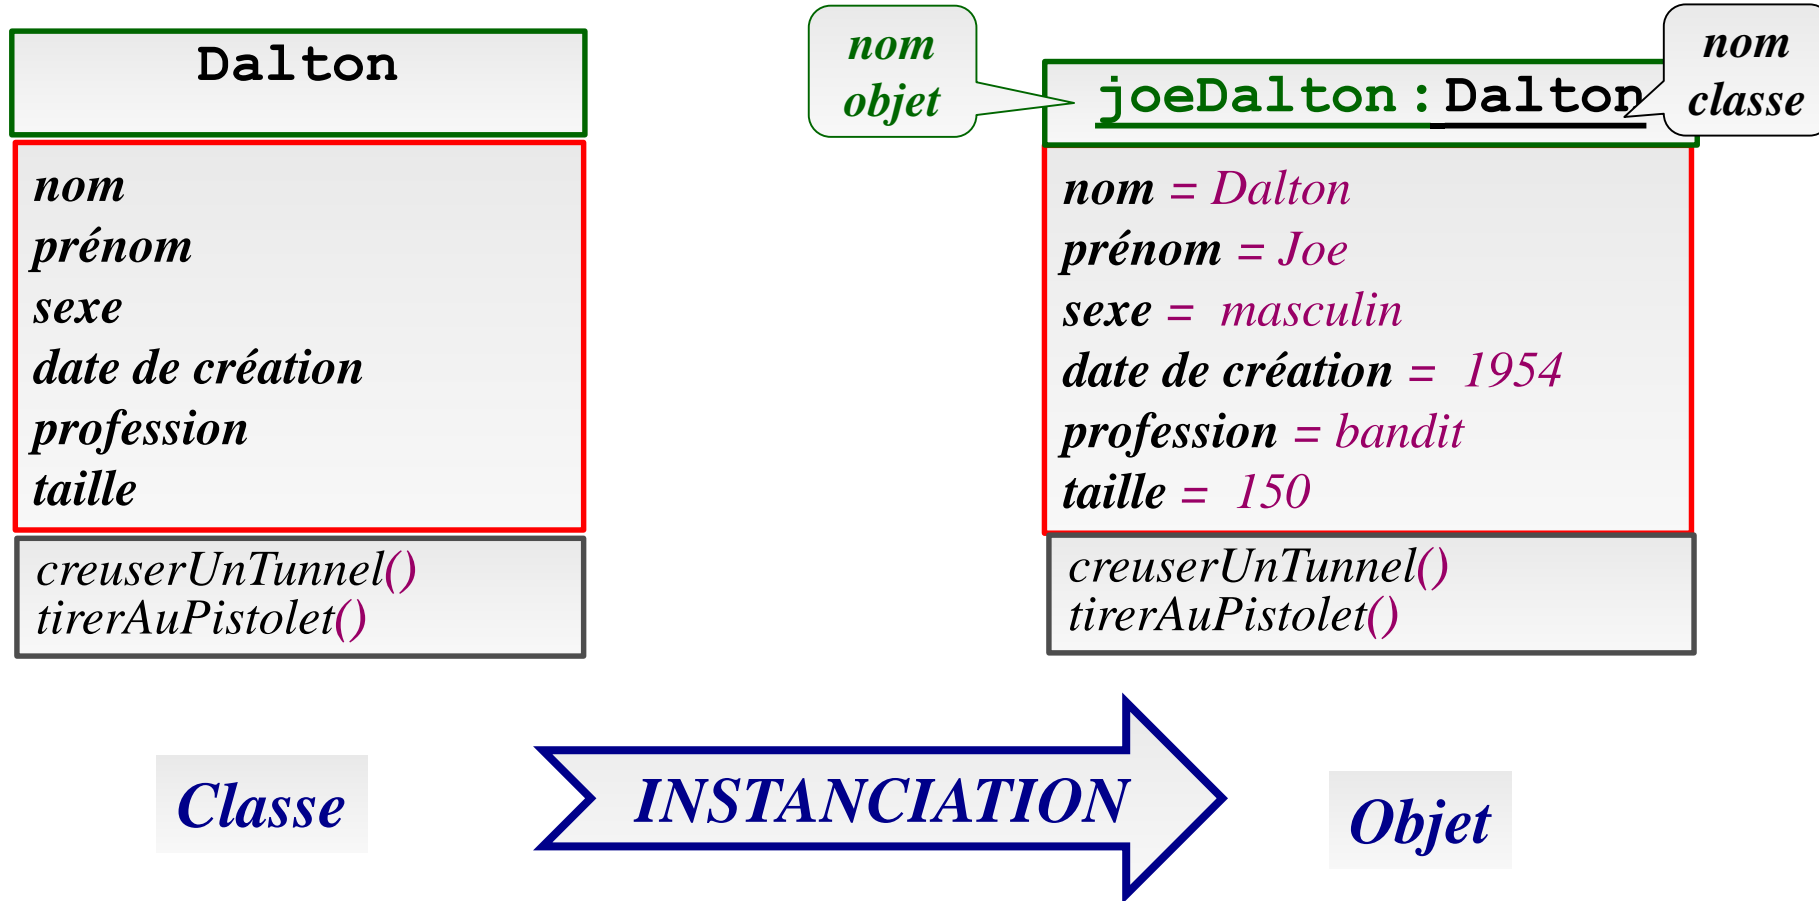 Dalton
nom
prénom
sexe
date de création
profession
taille
creuserUnTunnel()
tirerAuPistolet()
nom
objet
joeDalton:Dalton
nom
classe
nom = Dalton
prénom = Joe
sexe = masculin
date de création = 1954
profession = bandit
taille = 150
creuserUnTunnel()
tirerAuPistolet()
Classe
INSTANCIATION
Objet